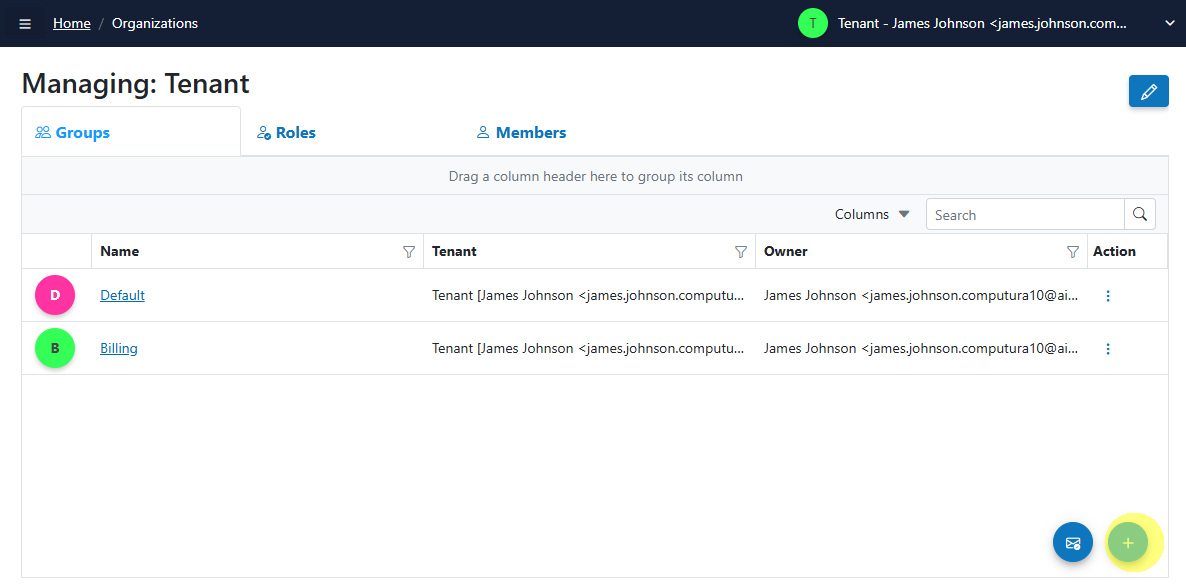 Home / Organizations
T Tenant - James Johnson <james.johnson.com...
Managing: Tenant
Groups Roles Members
Drag a column header here to group its column
Columns Search
Name Tenant Owner Action
D Default Tenant [James Johnson <james.johnson.computu... James Johnson <james.johnson.computura10@ai...
B Billing Tenant [James Johnson <james.johnson.computu... James Johnson <james.johnson.computura10@ai...